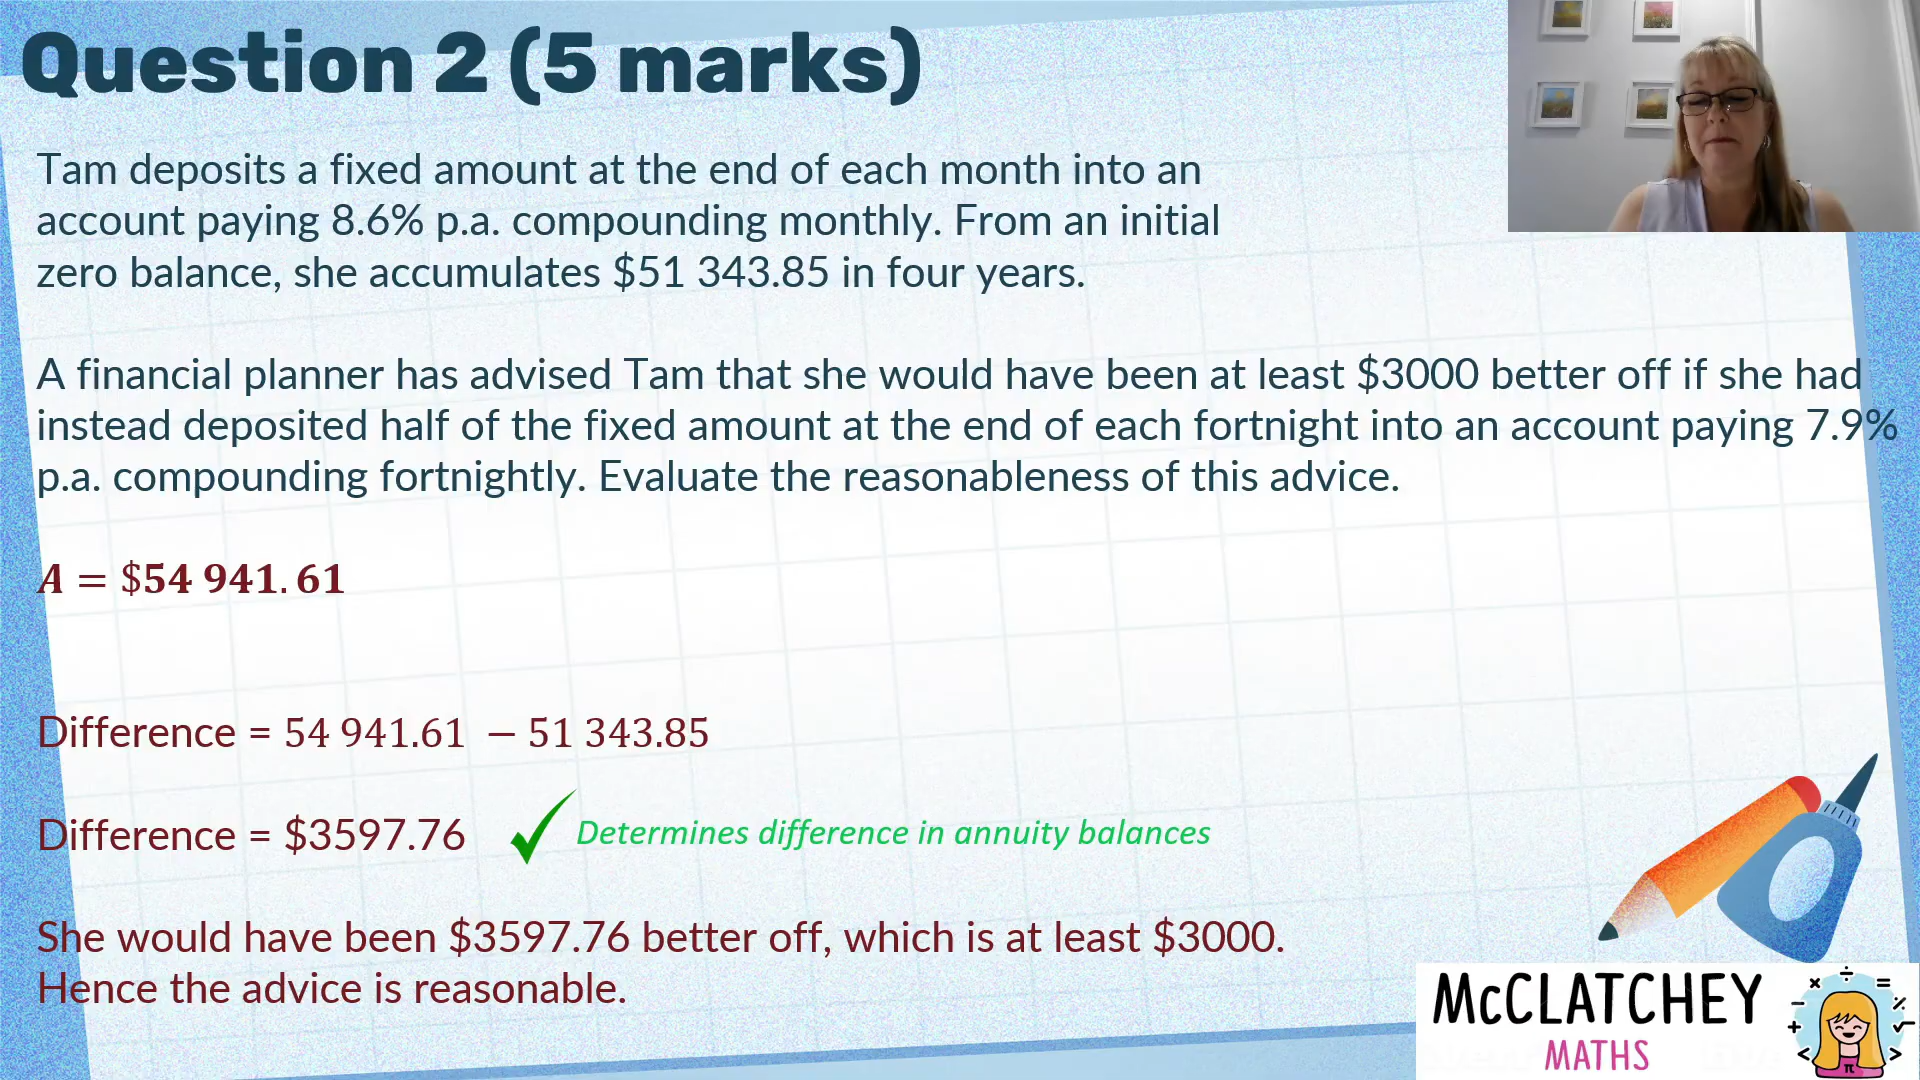 Question 2 (5 marks)
Tam deposits a fixed amount at the end of each month into an
account paying 8.6% p.a. compounding monthly. From an initial
zero balance, she accumulates $51 343.85 in four years.
A financial planner has advised Tam that she would have been at least $3000 better off if she had
instead deposited half of the fixed amount at the end of each fortnight into an account paying 7.9%
p.a. compounding fortnightly. Evaluate the reasonableness of this advice.
A = $54 941.61
Difference = 54 941.61 − 51 343.85
Difference = $3597.76
Determines difference in annuity balances
She would have been $3597.76 better off, which is at least $3000.
Hence the advice is reasonable.
McCLATCHEY
MATHS
π